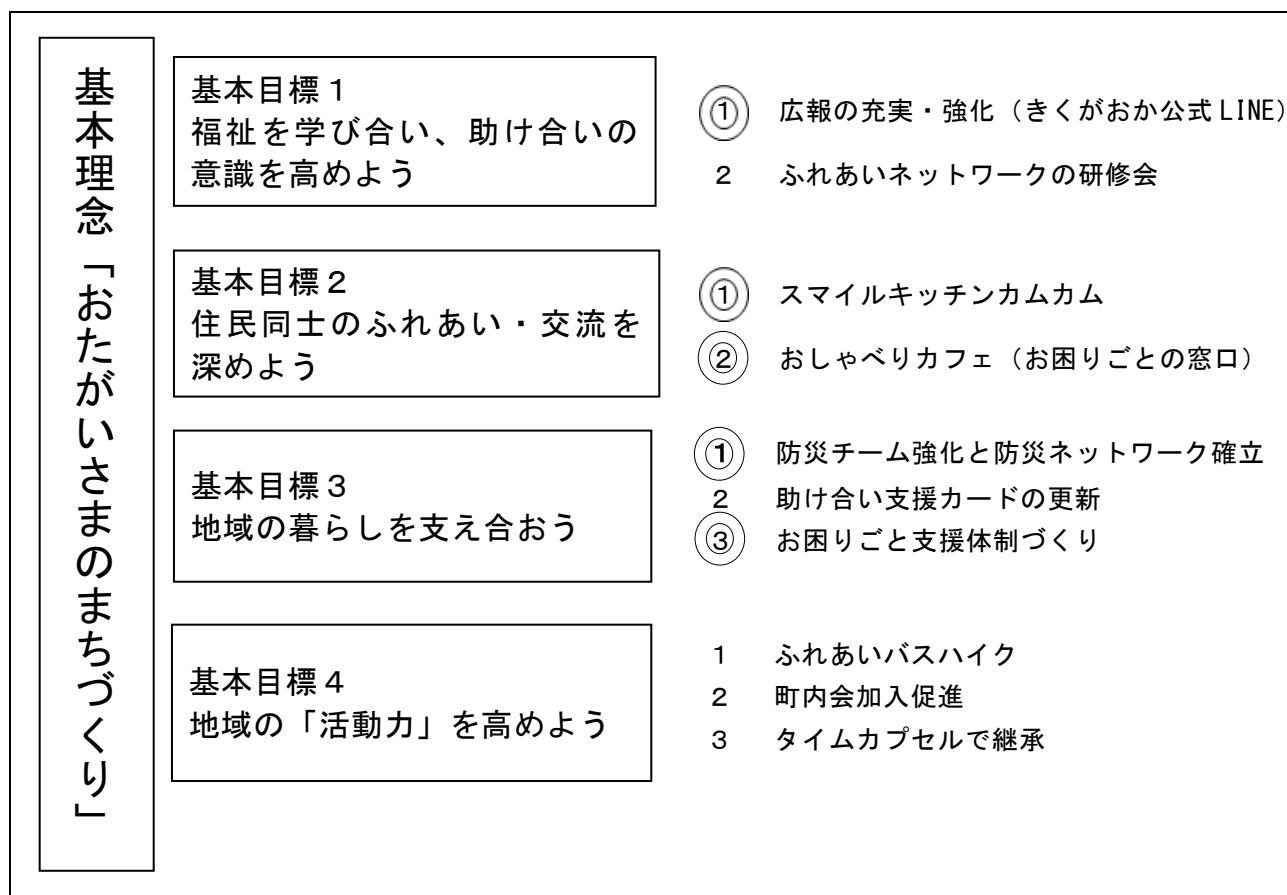 基本理念「おたがいさまのまちづくり」
基本目標１
福祉を学び合い、助け合いの
意識を高めよう
① 広報の充実・強化（きくがおか公式LINE）
２ ふれあいネットワークの研修会
基本目標２
住民同士のふれあい・交流を
深めよう
① スマイルキッチンカムカム
② おしゃべりカフェ（お困りごとの窓口）
基本目標３
地域の暮らしを支え合おう
① 防災チーム強化と防災ネットワーク確立
２ 助け合い支援カードの更新
③ お困りごと支援体制づくり
基本目標４
地域の「活動力」を高めよう
１ ふれあいバスハイク
２ 町内会加入促進
３ タイムカプセルで継承